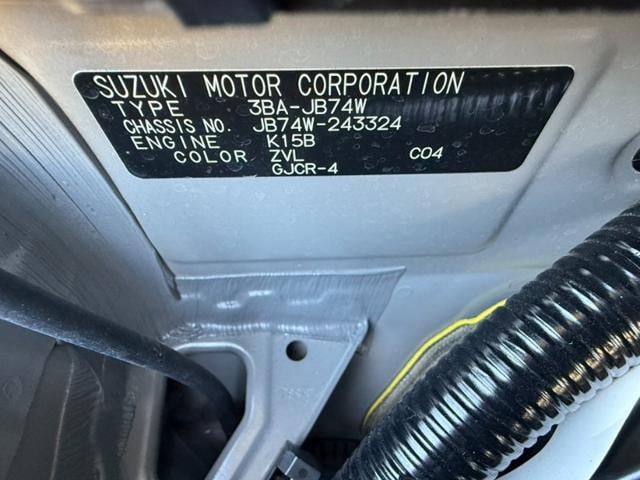 SUZUKI MOTOR CORPORATION
TYPE 3BA-JB74W
CHASSIS NO. JB74W-243324
ENGINE K15B
COLOR ZVL C04
GJCR-4